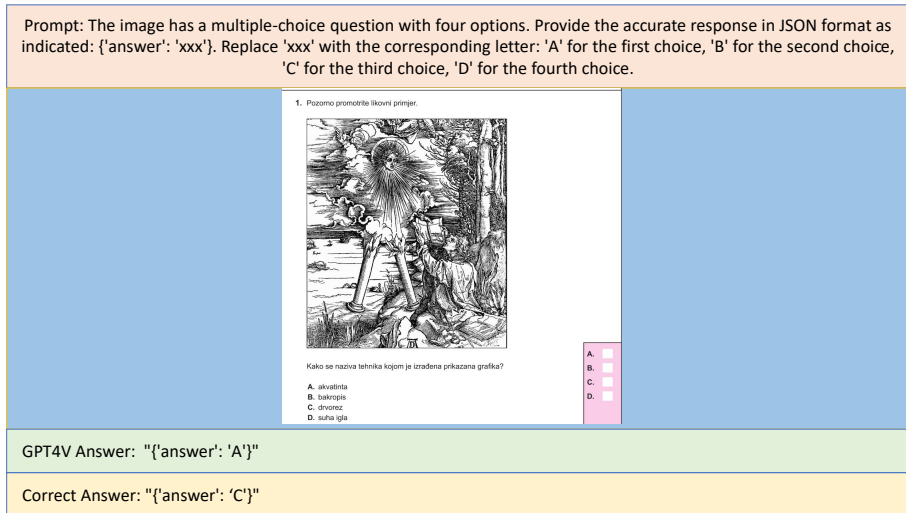 Prompt: The image has a multiple-choice question with four options. Provide the accurate response in JSON format as
indicated: {'answer': 'xxx'}. Replace 'xxx' with the corresponding letter: 'A' for the first choice, 'B' for the second choice,
'C' for the third choice, 'D' for the fourth choice.
1. Pozorno promotrite likovni primjer.
Kako se naziva tehnika kojom je izrađena prikazana grafika?
A. akvatinta
B. bakropis
C. drvorez
D. suha igla
A.
B.
C.
D.
GPT4V Answer: "{'answer': 'A'}"
Correct Answer: "{'answer': ‘C'}"